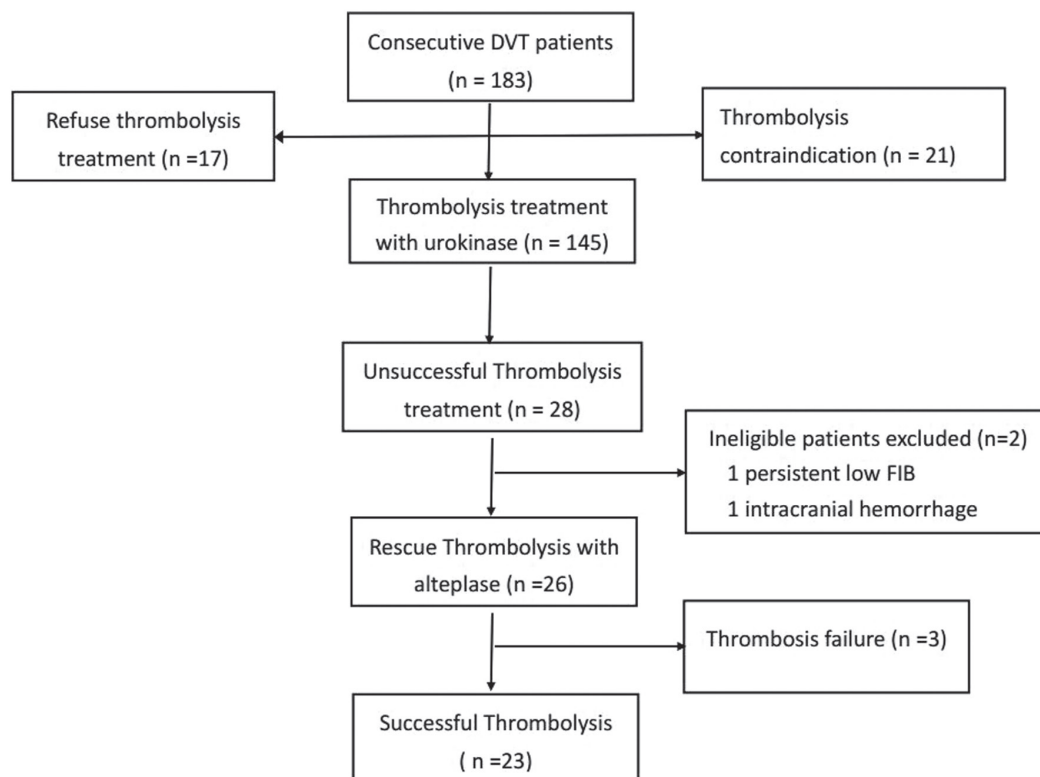 Consecutive DVT patients
(n = 183)
Refuse thrombolysis
treatment (n =17)
Thrombolysis
contraindication (n = 21)
Thrombolysis treatment
with urokinase (n = 145)
Unsuccessful Thrombolysis
treatment (n = 28)
Ineligible patients excluded (n=2)
1 persistent low FIB
1 intracranial hemorrhage
Rescue Thrombolysis with
alteplase (n =26)
Thrombosis failure (n =3)
Successful Thrombolysis
( n =23)